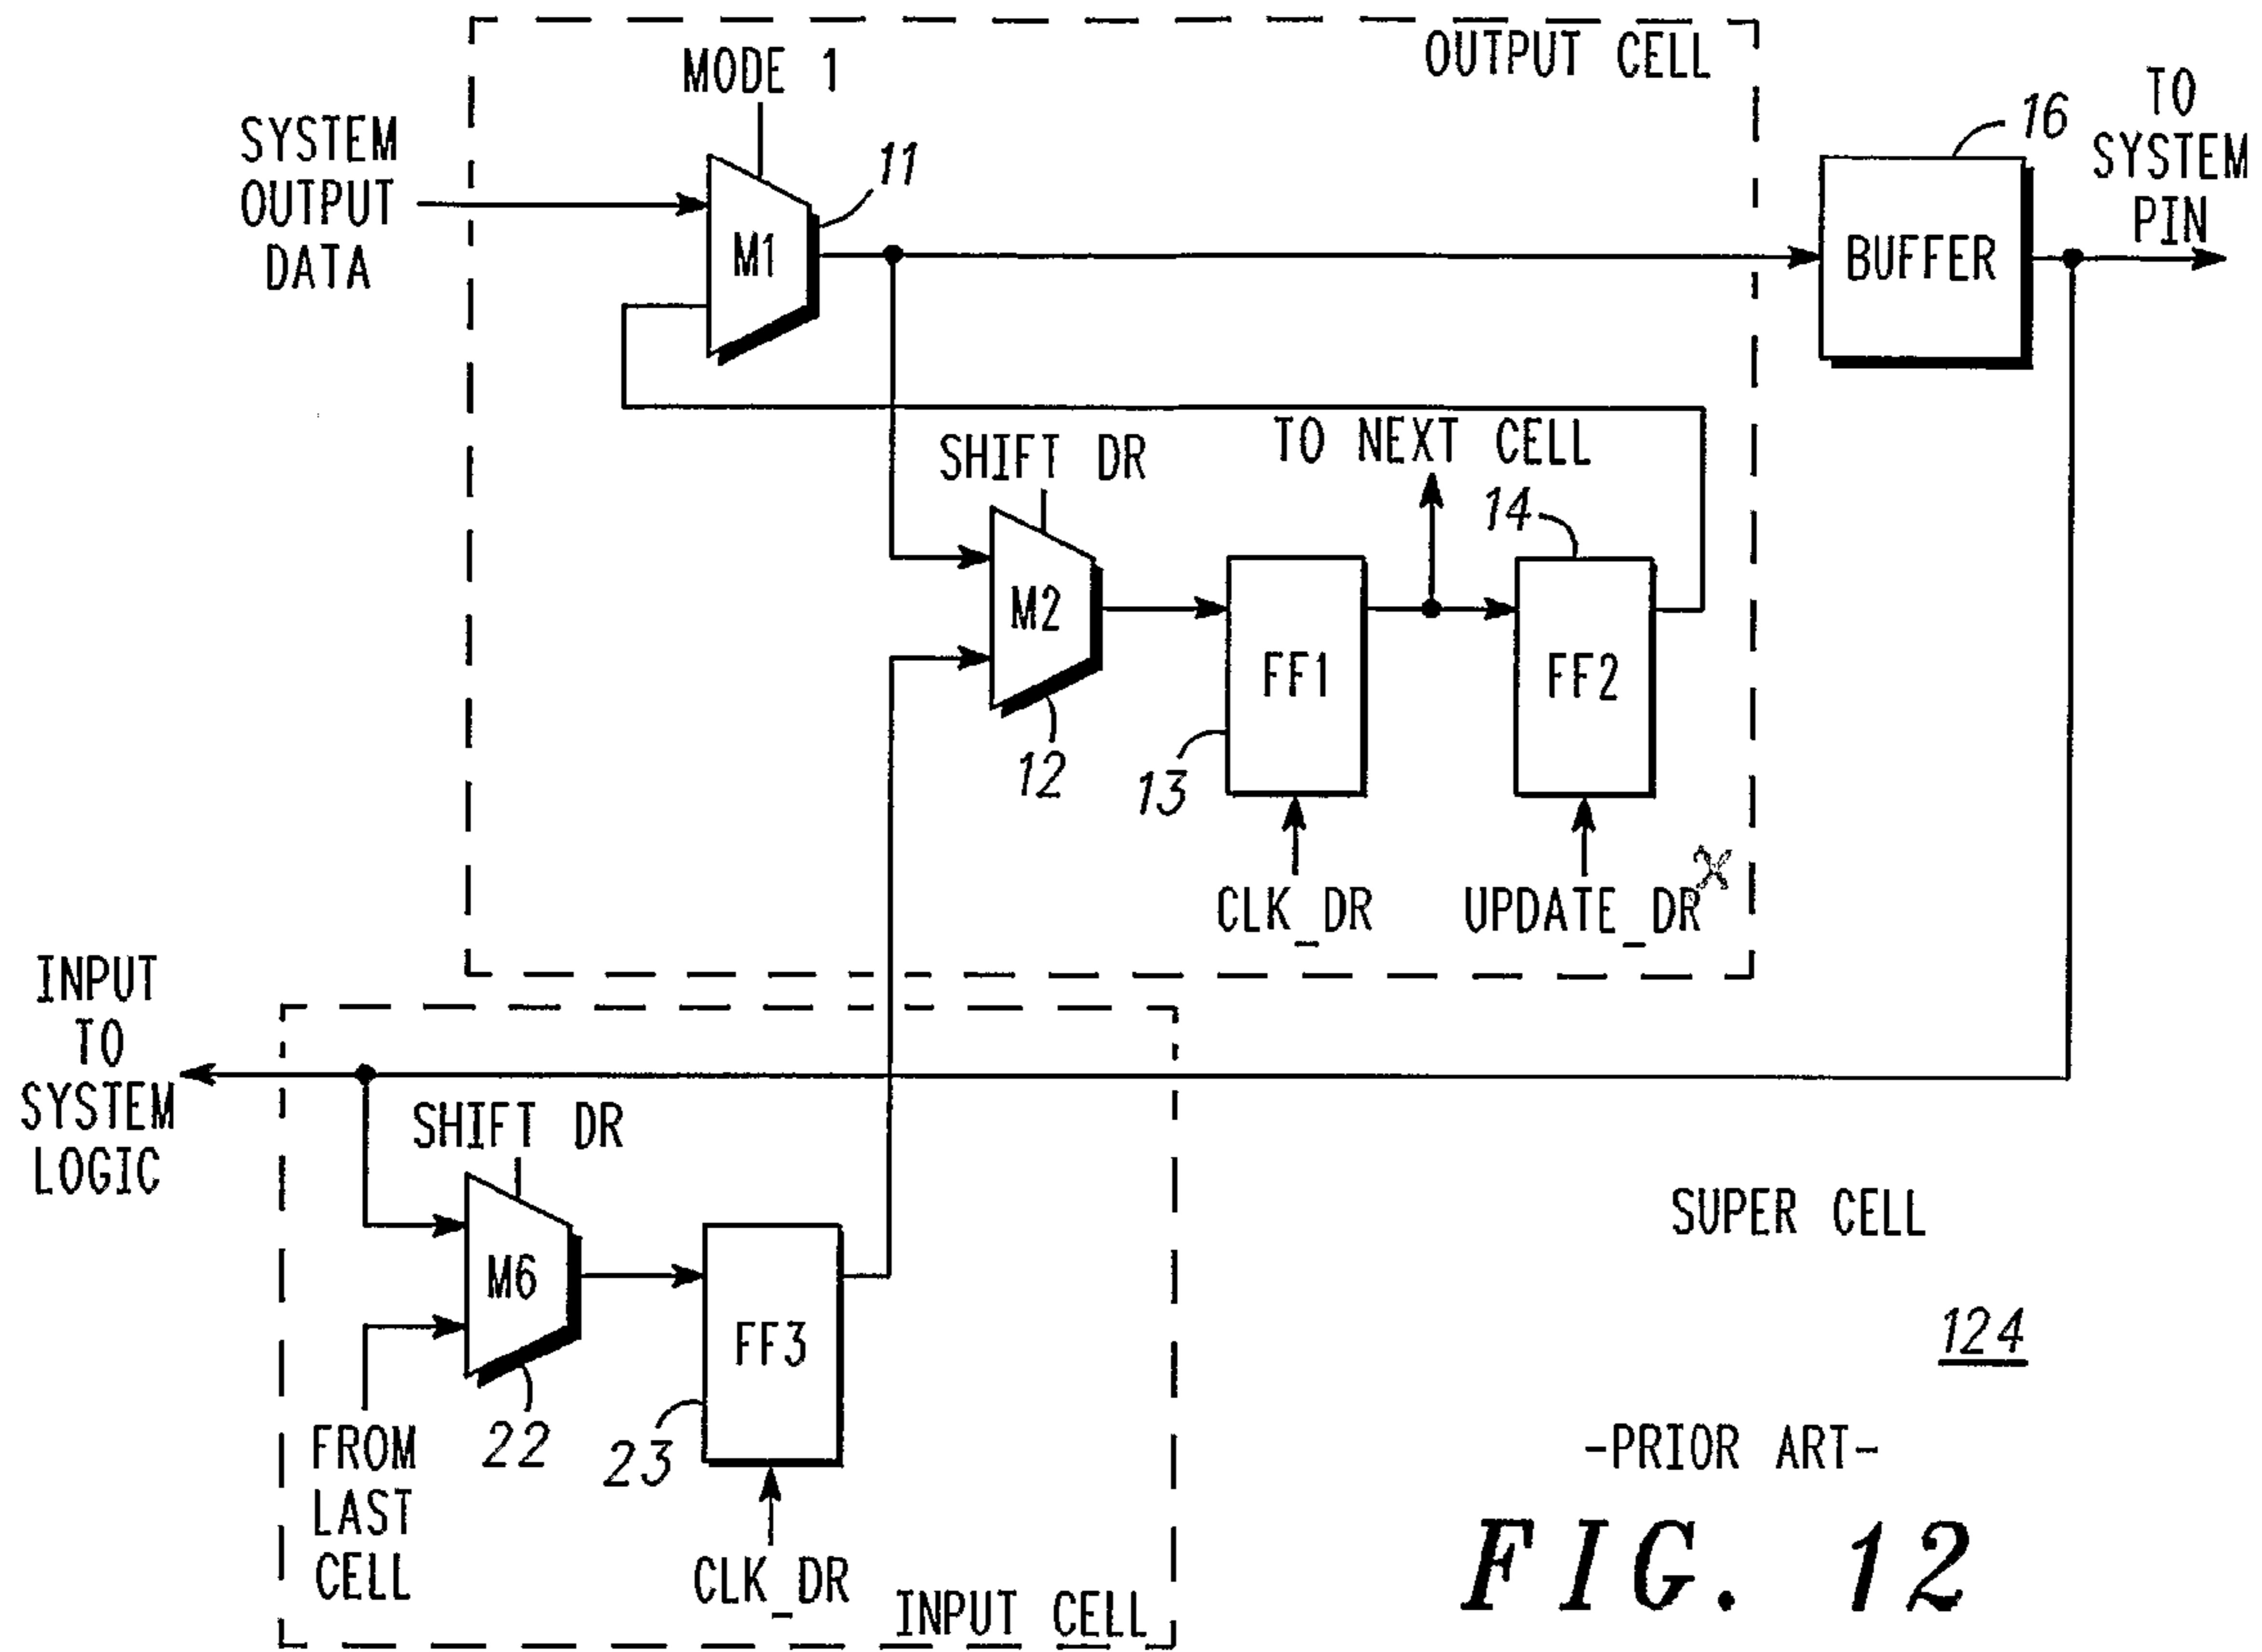 OUTPUT CELL
MODE 1
SYSTEM
OUTPUT
DATA
11
M1
16
BUFFER
TO
SYSTEM
PIN
SHIFT DR
TO NEXT CELL
M2
12
FF1
13
14
FF2
CLK_DR
UPDATE_DR
INPUT
TO
SYSTEM
LOGIC
SHIFT DR
M6
22
FF3
23
FROM
LAST
CELL
CLK_DR
INPUT CELL
SUPER CELL
124
-PRIOR ART-
FIG. 12